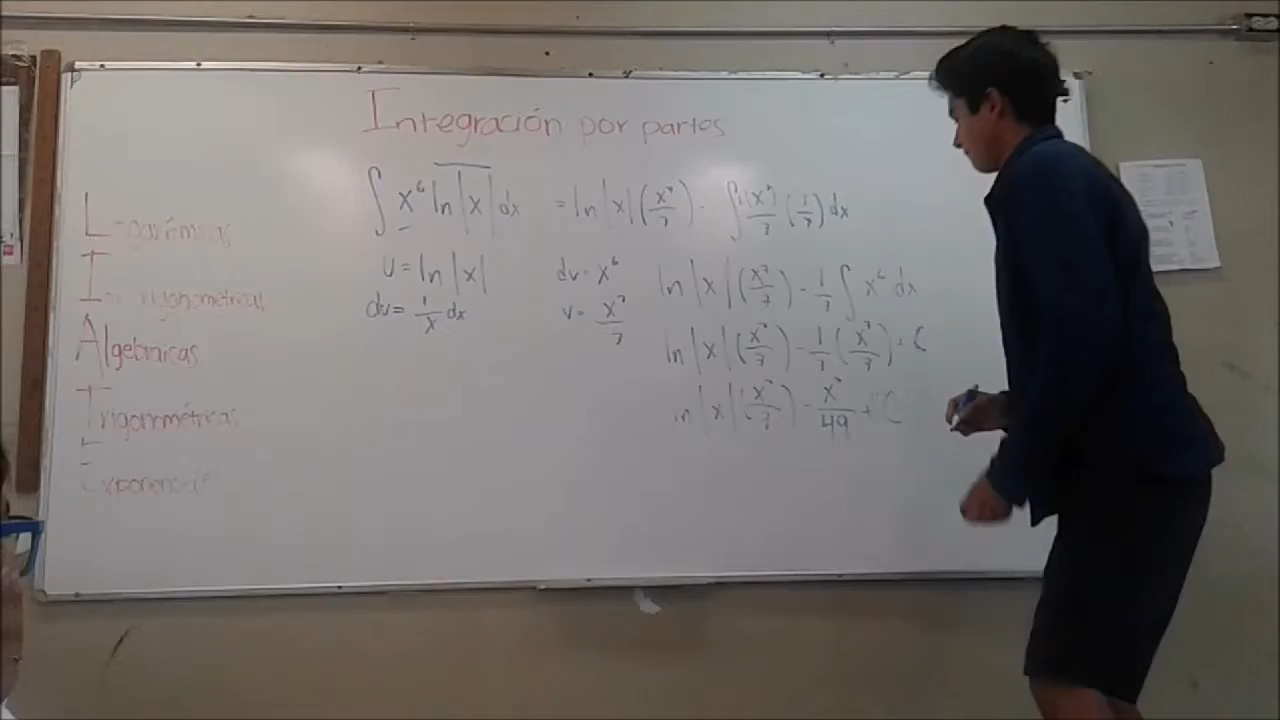 Integración por partes
∫ x⁶ ln|x| dx = ln|x| (x⁷/7) - ∫ (x⁷)/7 (1/x) dx
u = ln|x| dv = x⁶
du = 1/x dx v = x⁷/7
ln|x| (x⁷/7) - 1/7 ∫ x⁶ dx
ln|x| (x⁷/7) - 1/7 (x⁷/7) + C
ln|x| (x⁷/7) - x⁷/49 + C
L
I
Algebraicas
Trigonométricas
E